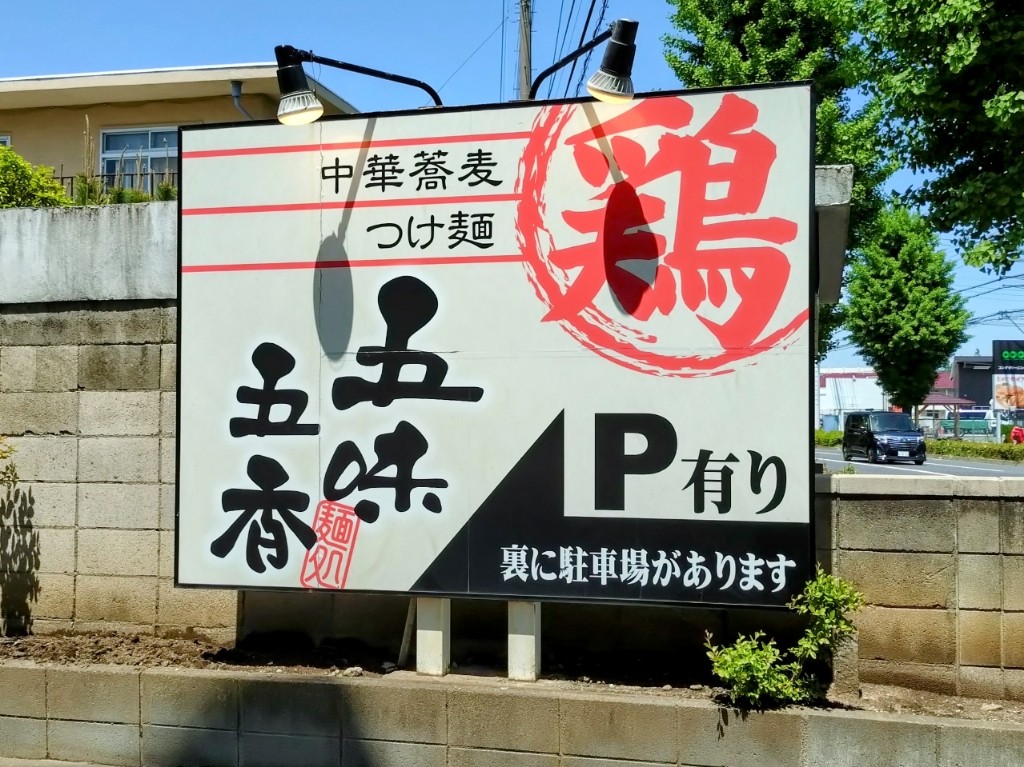 中華蕎麦
つけ麺
鶏
五味
五香
麺処
P有り
裏に駐車場があります